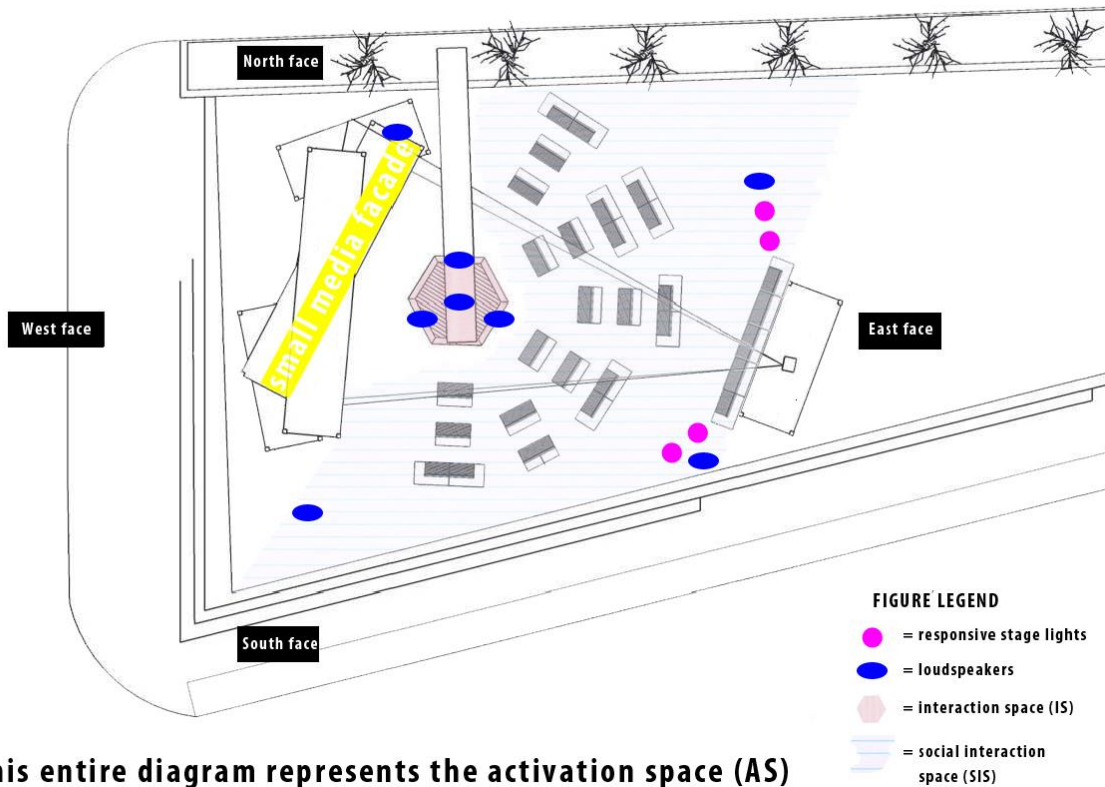 North face
small media facade
West face
East face
South face
FIGURE LEGEND
= responsive stage lights
= loudspeakers
= interaction space (IS)
= social interaction
space (SIS)
his entire diagram represents the activation space (AS)